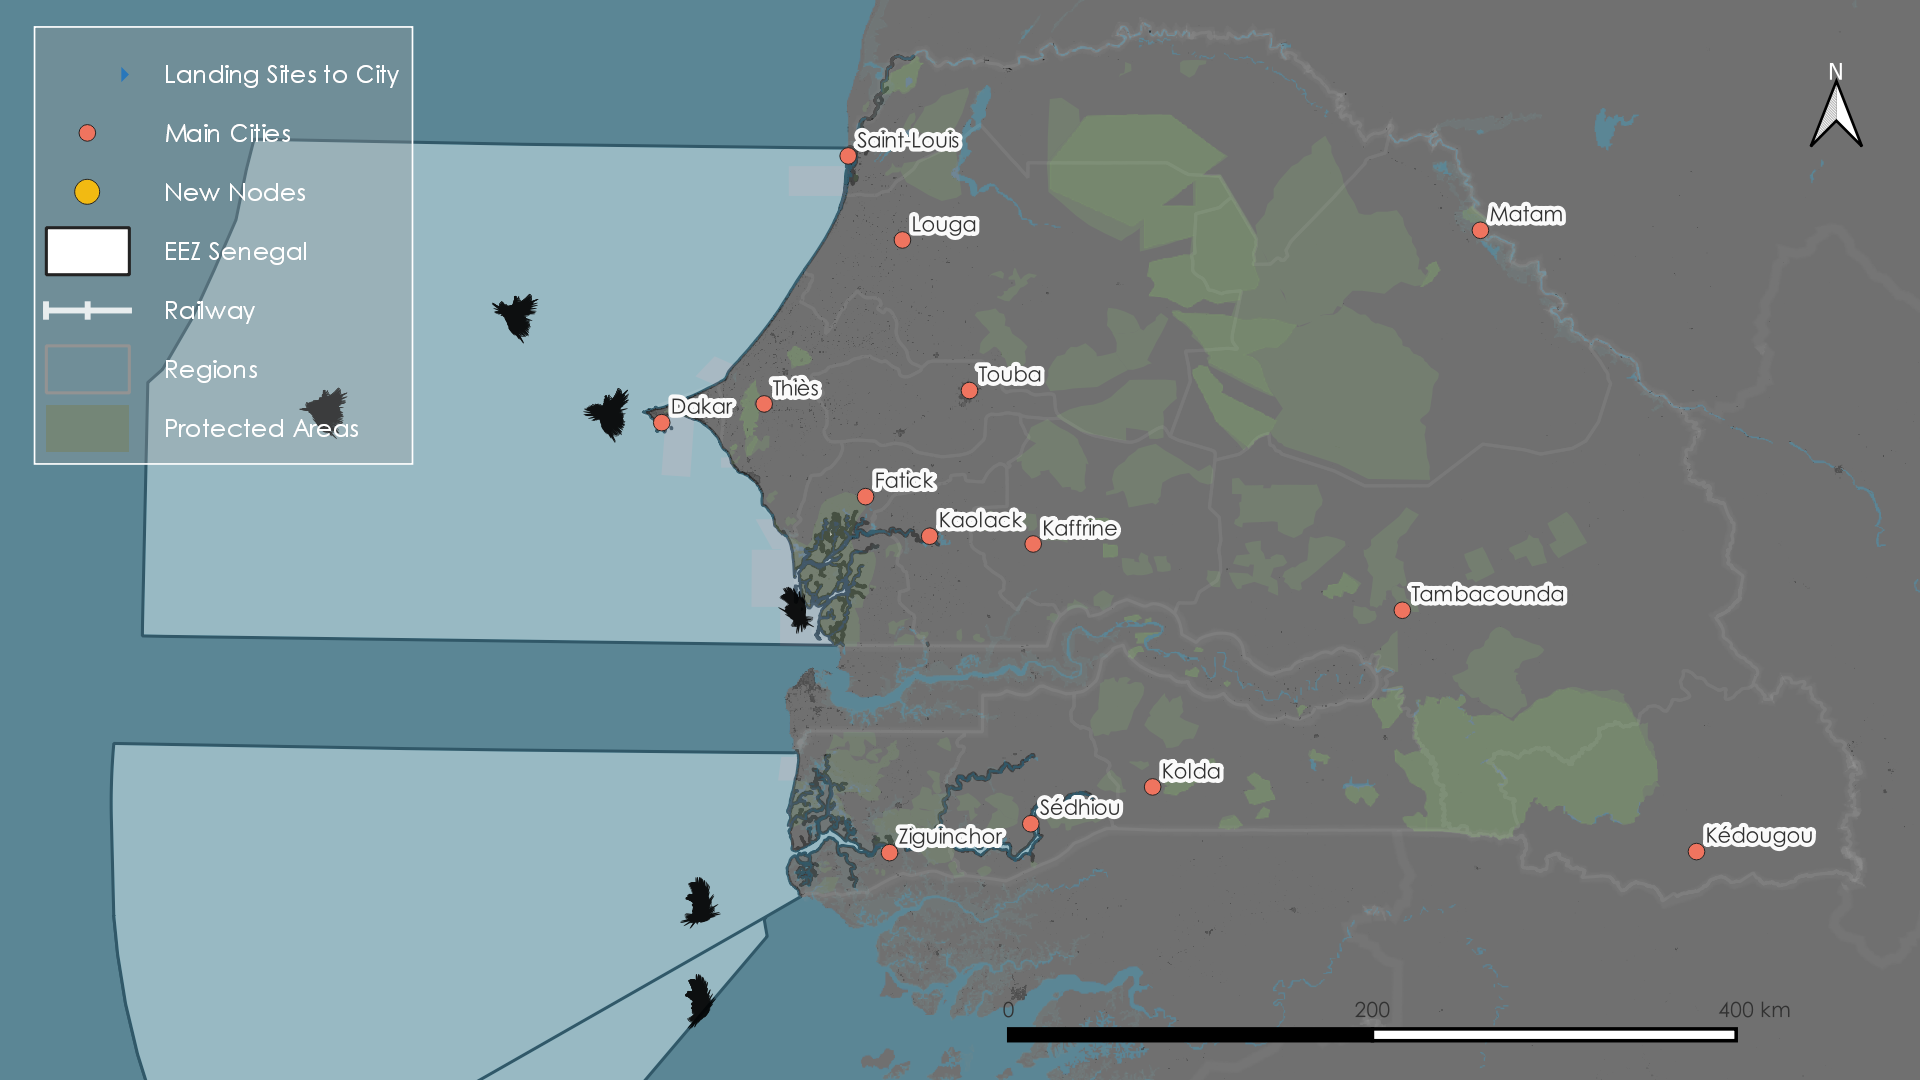 Landing Sites to City
Main Cities
New Nodes
EEZ Senegal
Railway
Regions
Protected Areas
N
Saint-Louis
Louga
Matam
Touba
Thiès
Dakar
Fatick
Kaolack
Kaffrine
Tambacounda
Kolda
Sédhiou
Ziguinchor
Kédougou
0 200 400 km